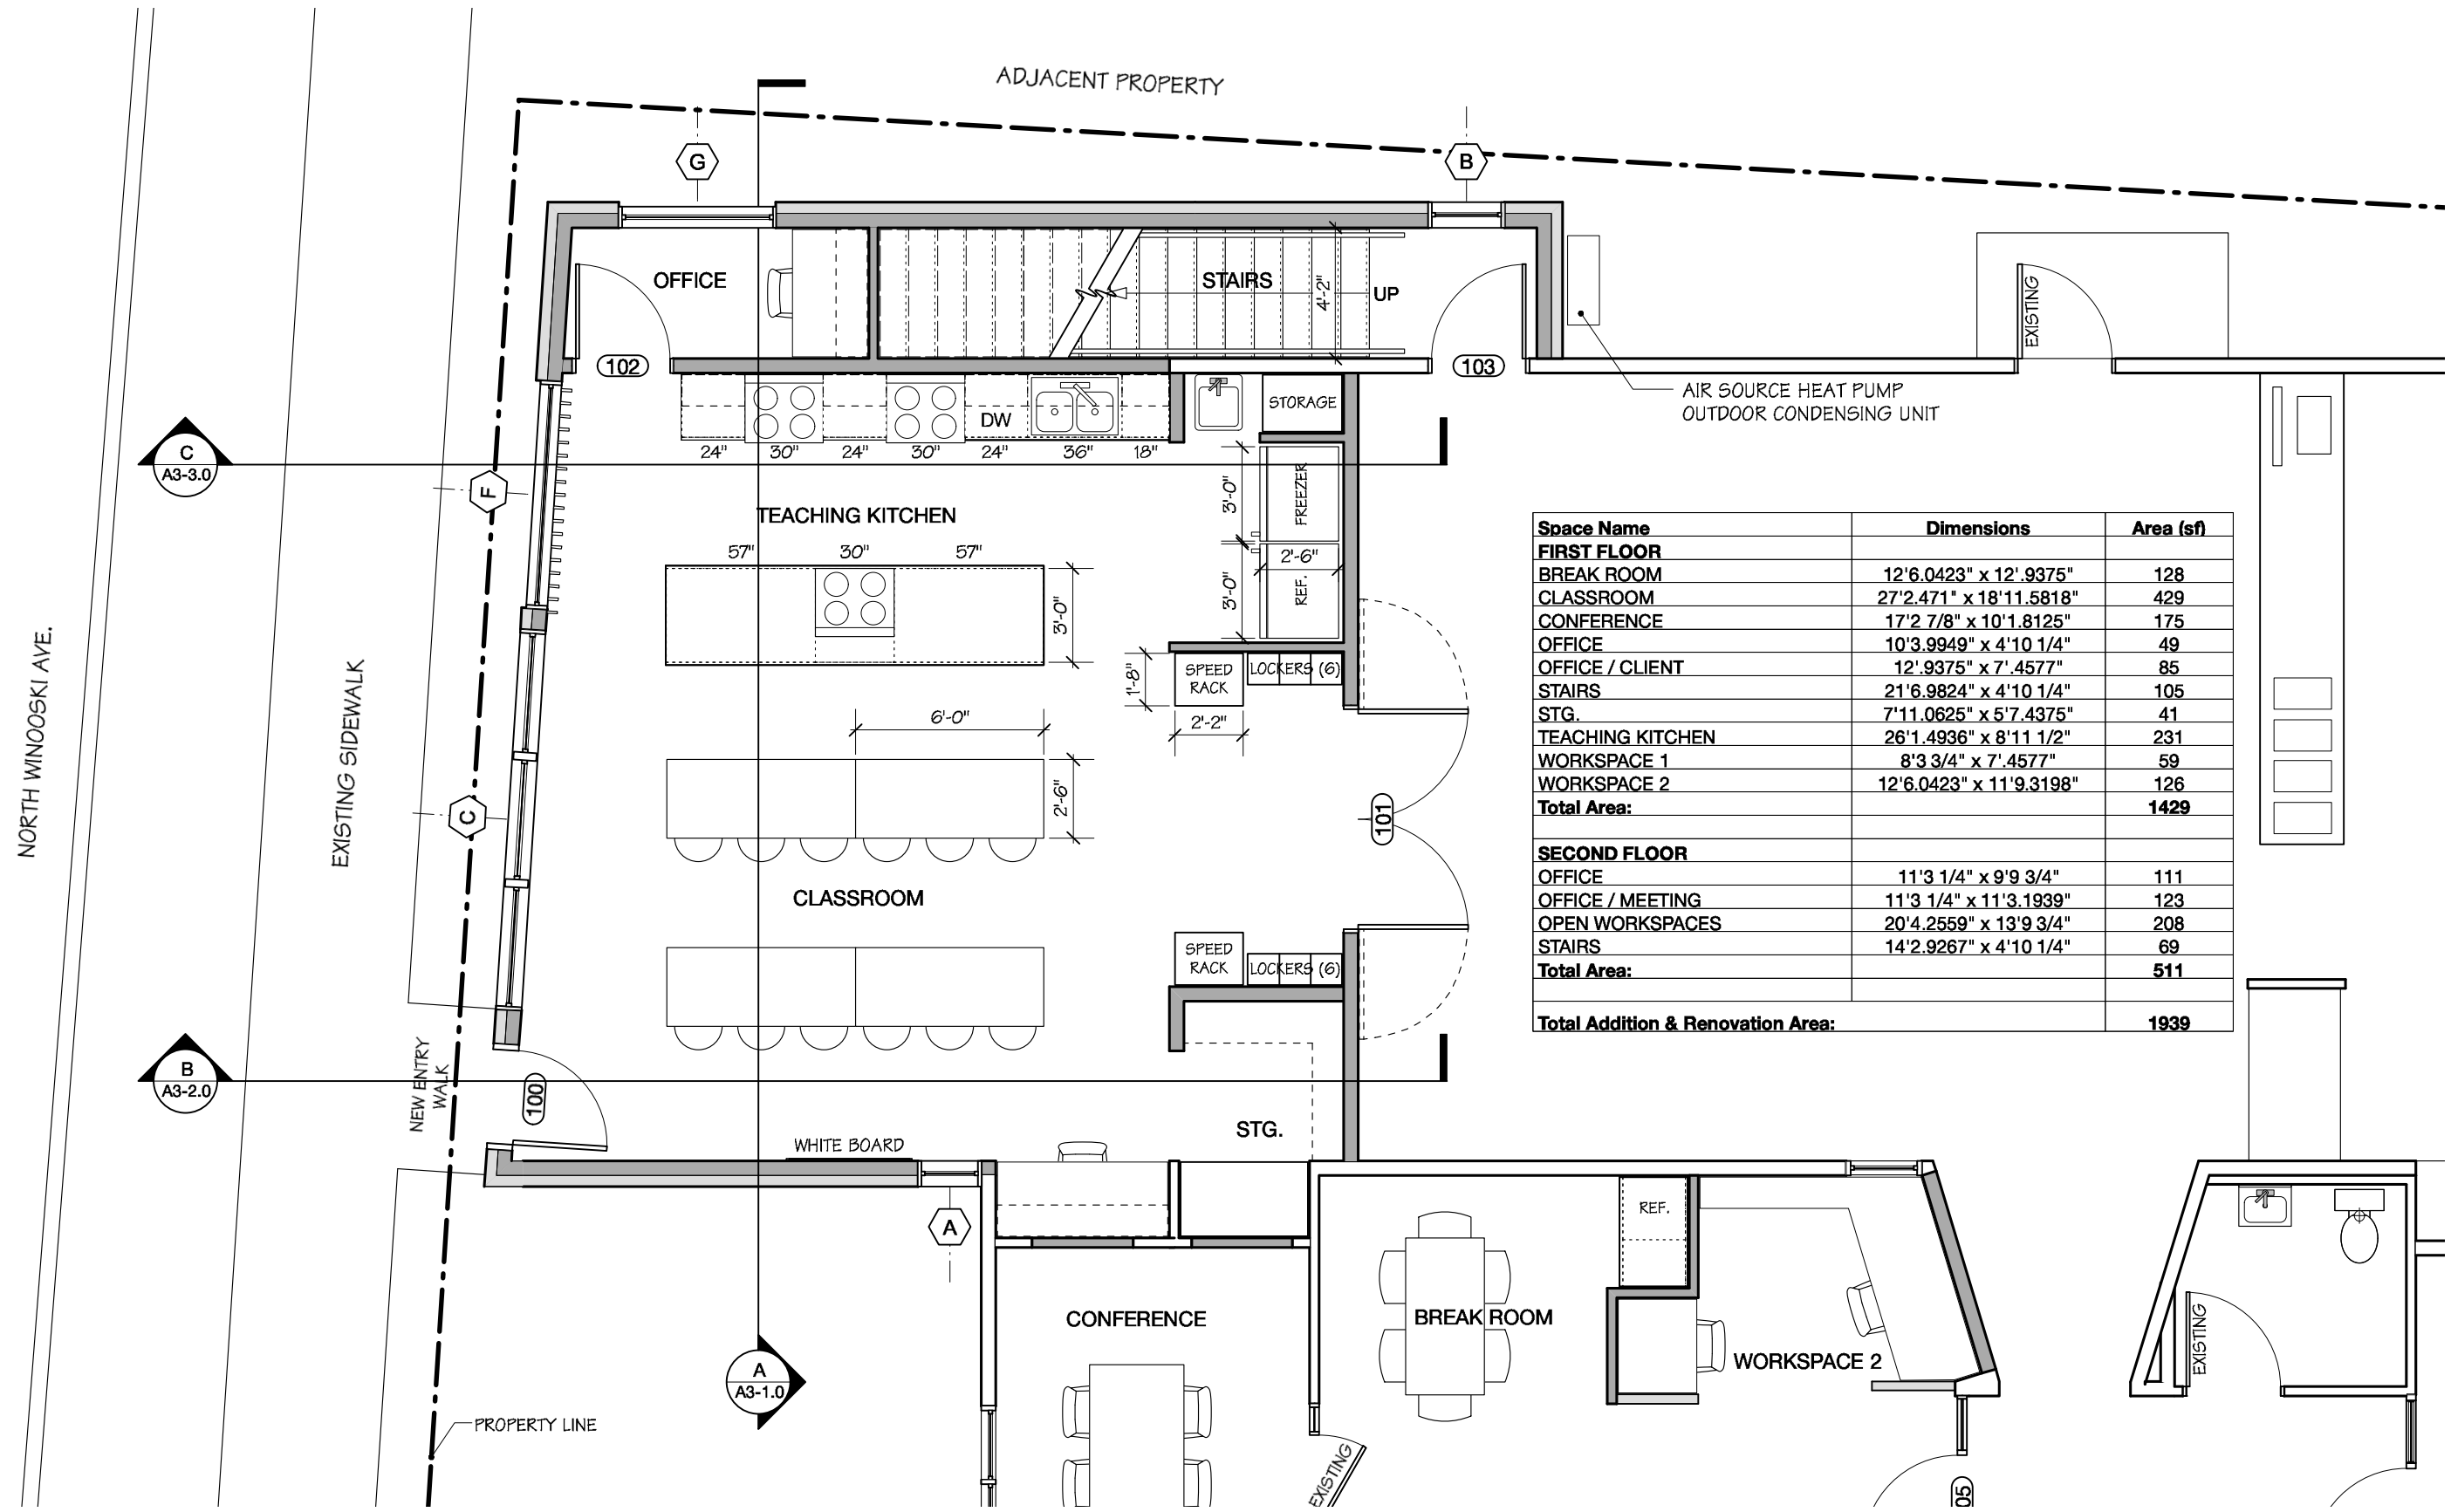 ADJACENT PROPERTY
G
B
OFFICE
STAIRS
4'-2"
UP
EXISTING
102
103
AIR SOURCE HEAT PUMP
OUTDOOR CONDENSING UNIT
DW
STORAGE
24" 30" 24" 30" 24" 36" 18"
C
A3-3.0
F
TEACHING KITCHEN
3'-0"
FREEZER
57" 30" 57"
2'-6"
3'-0"
REF.
3'-0"
1'-8"
SPEED
RACK
LOCKERS (6)
2'-2"
6'-0"
2'-6"
NORTH WINOOSKI AVE.
EXISTING SIDEWALK
C
101
CLASSROOM
SPEED
RACK
LOCKERS (6)
Space Name Dimensions Area (sf)
FIRST FLOOR
BREAK ROOM 12'6.0423" x 12'.9375" 128
CLASSROOM 27'2.471" x 18'11.5818" 429
CONFERENCE 17'2 7/8" x 10'1.8125" 175
OFFICE 10'3.9949" x 4'10 1/4" 49
OFFICE / CLIENT 12'.9375" x 7'.4577" 85
STAIRS 21'6.9824" x 4'10 1/4" 105
STG. 7'11.0625" x 5'7.4375" 41
TEACHING KITCHEN 26'1.4936" x 8'11 1/2" 231
WORKSPACE 1 8'3 3/4" x 7'.4577" 59
WORKSPACE 2 12'6.0423" x 11'9.3198" 126
Total Area: 1429
SECOND FLOOR
OFFICE 11'3 1/4" x 9'9 3/4" 111
OFFICE / MEETING 11'3 1/4" x 11'3.1939" 123
OPEN WORKSPACES 20'4.2559" x 13'9 3/4" 208
STAIRS 14'2.9267" x 4'10 1/4" 69
Total Area: 511
Total Addition & Renovation Area: 1939
B
A3-2.0
NEW ENTRY
WALK
100
WHITE BOARD
STG.
A
REF.
CONFERENCE
BREAK ROOM
WORKSPACE 2
EXISTING
A
A3-1.0
PROPERTY LINE
EXISTING
05